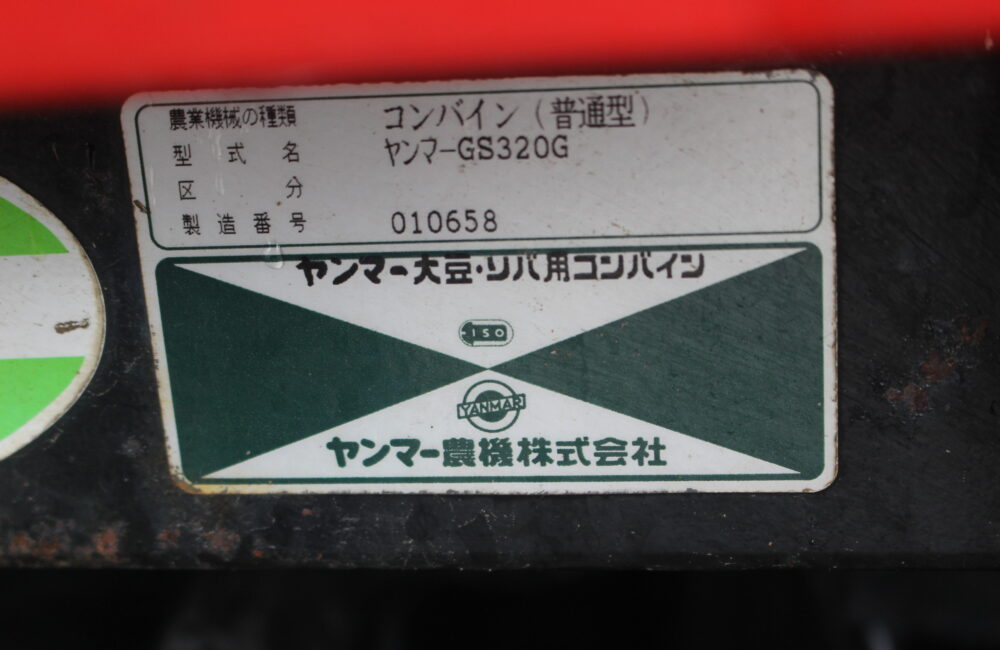 農業機械の種類 コンバイン（普通型）
型式名 ヤンマーGS320G
区分
製造番号 010658
ヤンマー大豆・ソバ用コンバイン
ISO
YANMAR
ヤンマー農機株式会社